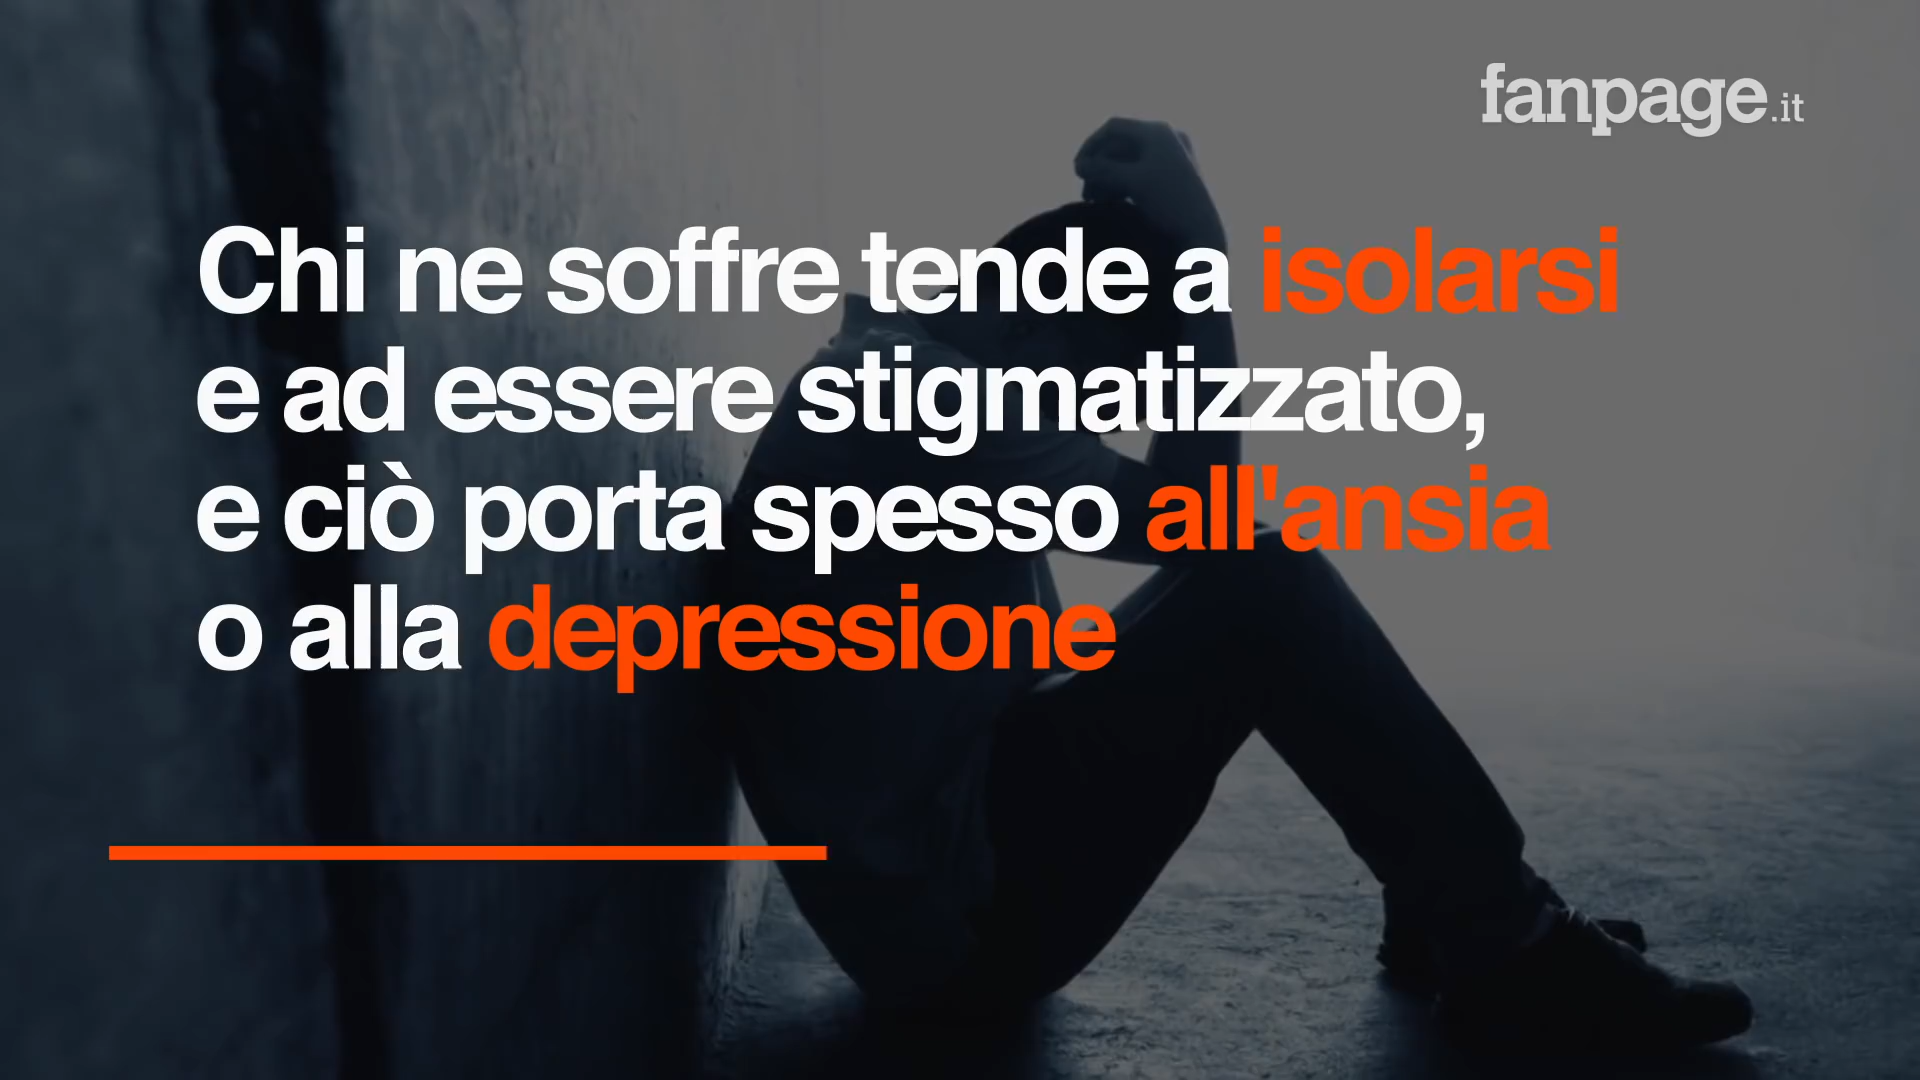 fanpage.it
Chi ne soffre tende a isolarsi
e ad essere stigmatizzato,
e ciò porta spesso all'ansia
o alla depressione